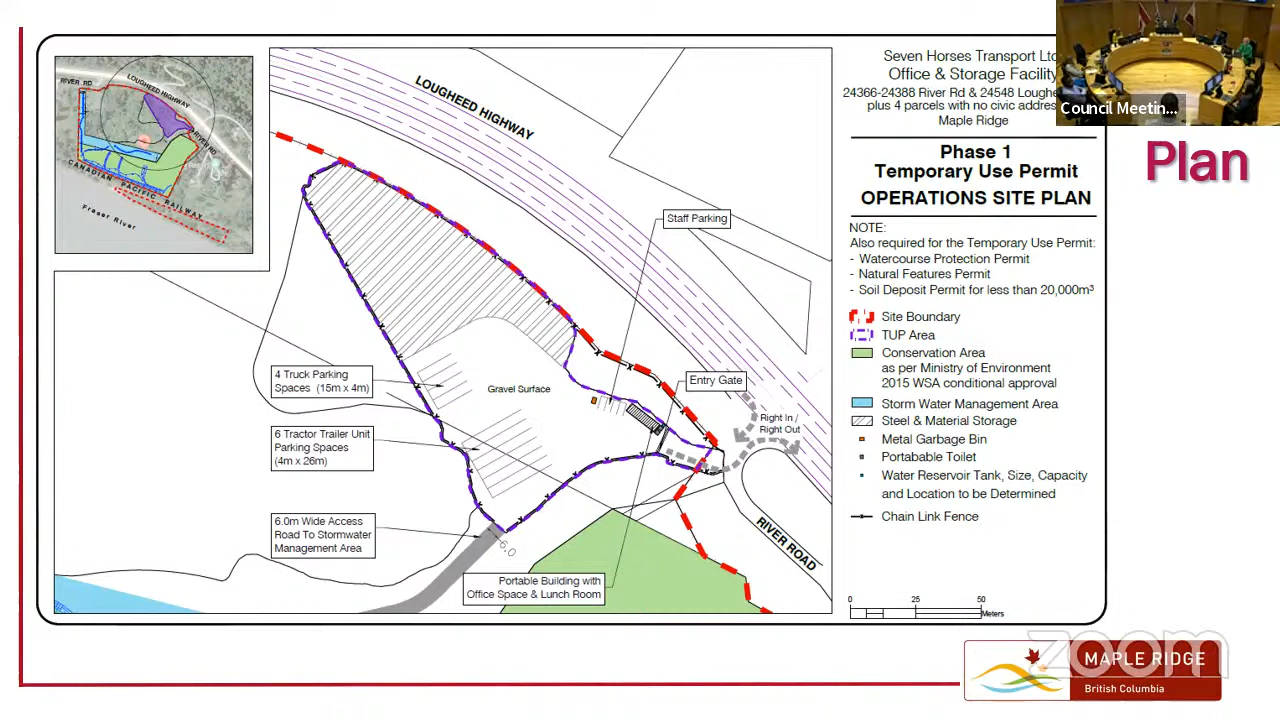 RIVER RD
LOUGHEED HIGHWAY
RIVER RD
CANADIAN PACIFIC RAILWAY
Fraser River
LOUGHEED HIGHWAY
Staff Parking
Entry Gate
Right In /
Right Out
4 Truck Parking
Spaces (15m x 4m)
Gravel Surface
6 Tractor Trailer Unit
Parking Spaces
(4m x 26m)
6.0m Wide Access
Road To Stormwater
Management Area
6.0
Portable Building with
Office Space & Lunch Room
RIVER ROAD
Seven Horses Transport Ltd
Office & Storage Facility
24366-24388 River Rd & 24548 Loughe
plus 4 parcels with no civic addre
Maple Ridge
Phase 1
Temporary Use Permit
OPERATIONS SITE PLAN
NOTE:
Also required for the Temporary Use Permit:
- Watercourse Protection Permit
- Natural Features Permit
- Soil Deposit Permit for less than 20,000m³
Site Boundary
TUP Area
Conservation Area
as per Ministry of Environment
2015 WSA conditional approval
Storm Water Management Area
Steel & Material Storage
Metal Garbage Bin
Portabable Toilet
Water Reservoir Tank, Size, Capacity
and Location to be Determined
Chain Link Fence
0 25 50
Meters
Council Meetin...
Plan
zoom
MAPLE RIDGE
British Columbia